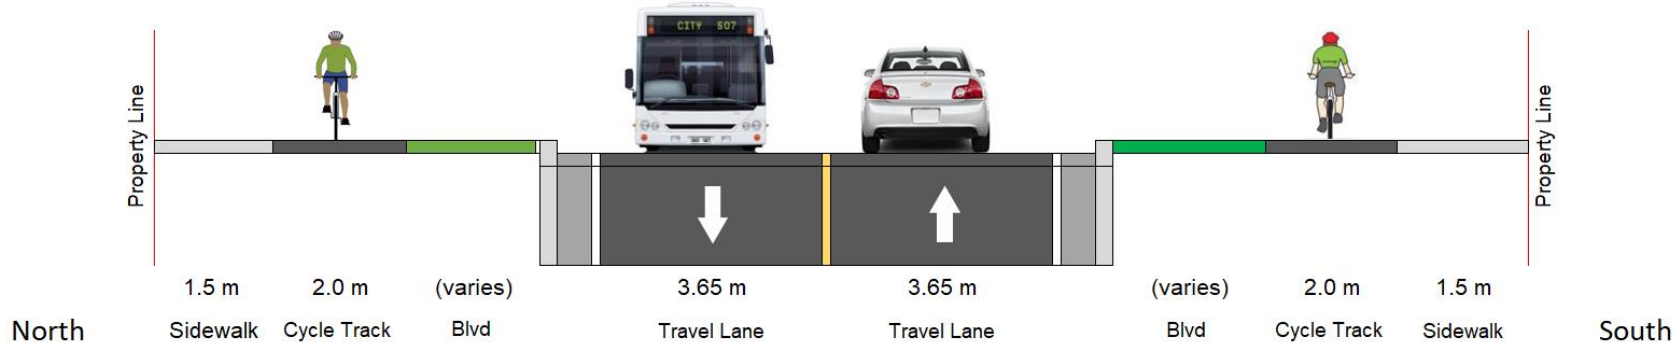 CITY 507
Property Line
Property Line
1.5 m 2.0 m (varies) 3.65 m 3.65 m (varies) 2.0 m 1.5 m
North Sidewalk Cycle Track Blvd Travel Lane Travel Lane Blvd Cycle Track Sidewalk South